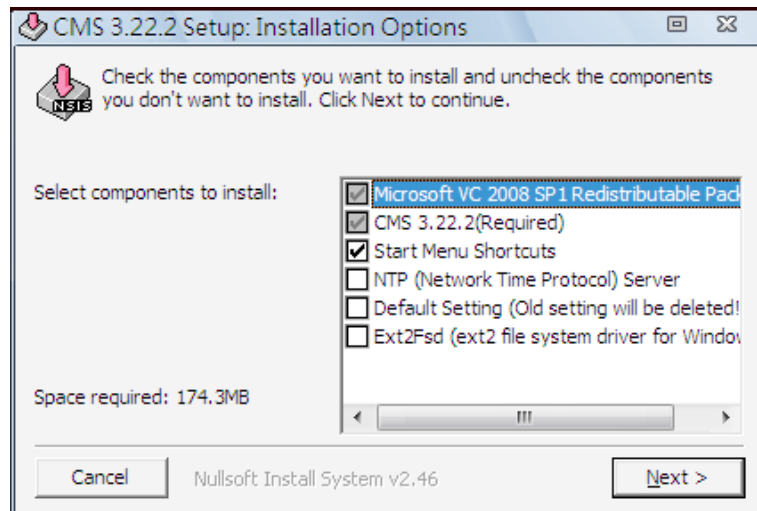 CMS 3.22.2 Setup: Installation Options
NSIS
Check the components you want to install and uncheck the components
you don't want to install. Click Next to continue.
Select components to install:
Microsoft VC 2008 SP1 Redistributable Pack
CMS 3.22.2(Required)
Start Menu Shortcuts
NTP (Network Time Protocol) Server
Default Setting (Old setting will be deleted!
Ext2Fsd (ext2 file system driver for Window
Space required: 174.3MB
Cancel
Nullsoft Install System v2.46
Next >